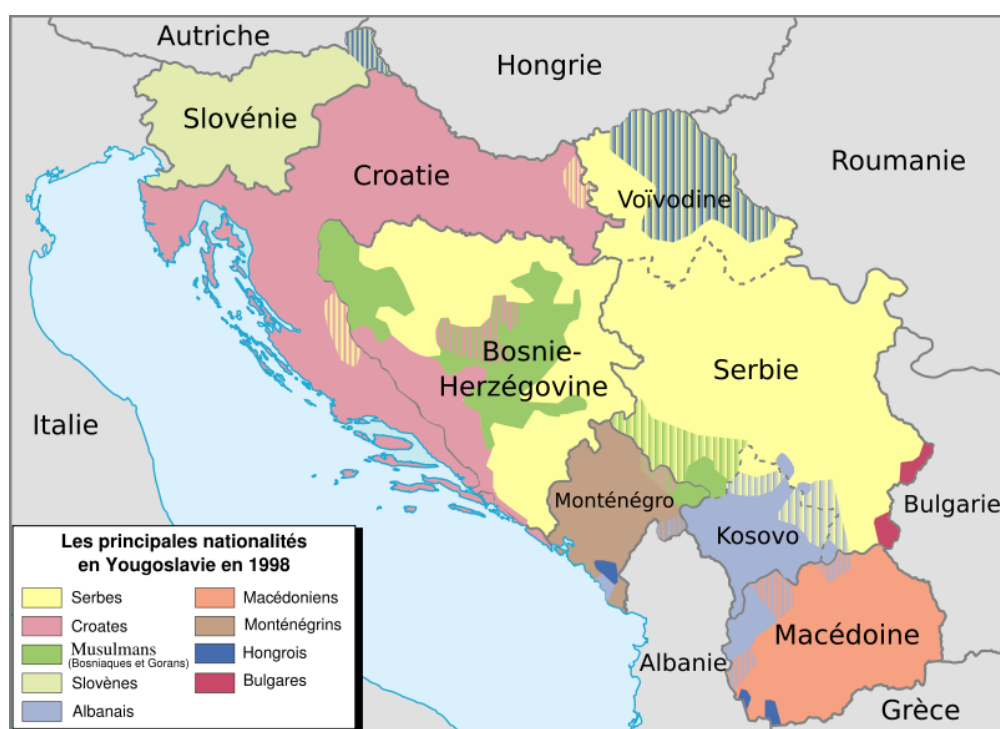 Autriche
Hongrie
Slovénie
Roumanie
Croatie
Voïvodine
Bosnie-
Herzégovine
Serbie
Italie
Monténégro
Bulgarie
Kosovo
Macédoine
Albanie
Grèce
Les principales nationalités
en Yougoslavie en 1998
Serbes
Croates
Musulmans
(Bosniaques et Gorans)
Slovènes
Albanais
Macédoniens
Monténégrins
Hongrois
Bulgares